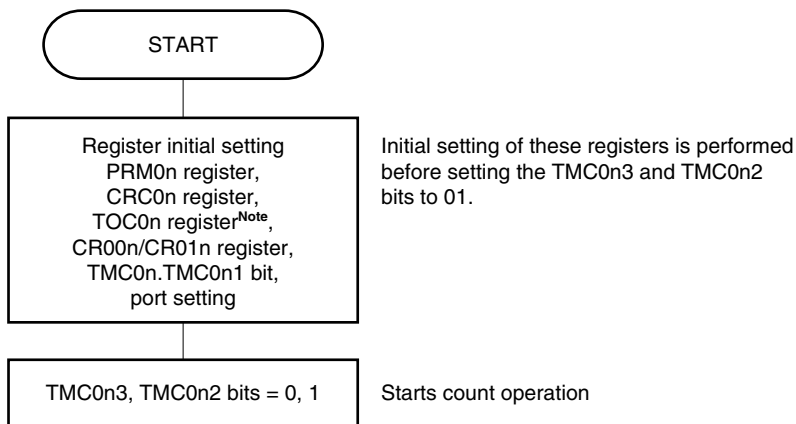 START
Register initial setting
PRM0n register,
CRC0n register,
TOC0n registerNote,
CR00n/CR01n register,
TMC0n.TMC0n1 bit,
port setting
Initial setting of these registers is performed
before setting the TMC0n3 and TMC0n2
bits to 01.
TMC0n3, TMC0n2 bits = 0, 1
Starts count operation